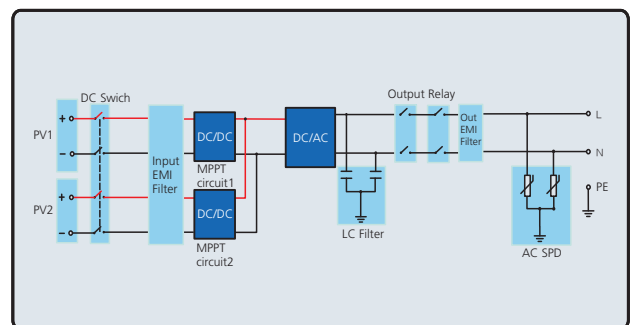 DC Swich
Output Relay
+
PV1
−
Input
EMI
Filter
DC/DC
MPPT
circuit1
DC/AC
Out
EMI
Filter
L
N
PE
+
PV2
−
DC/DC
MPPT
circuit2
LC Filter
AC SPD